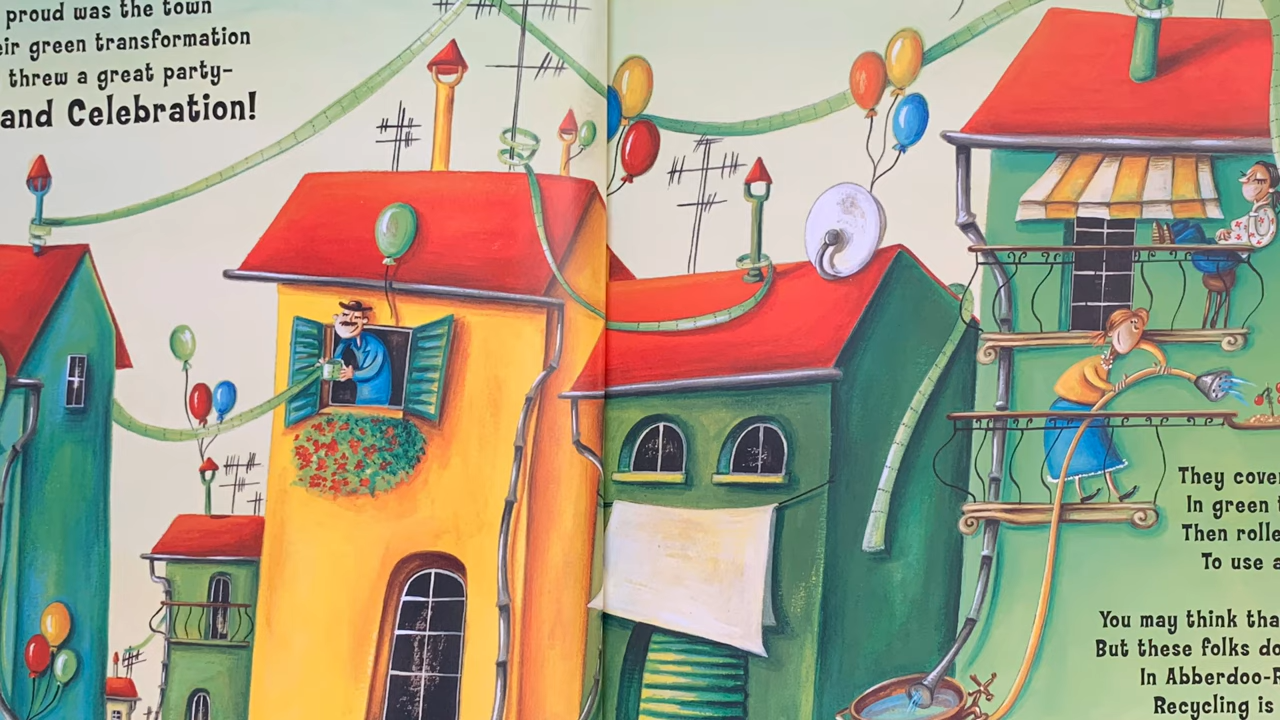 proud was the town
eir green transformation
threw a great party–
and Celebration!
They cove
In green
Then rolle
To use a
You may think tha
But these folks do
In Abberdoo-R
Recycling is